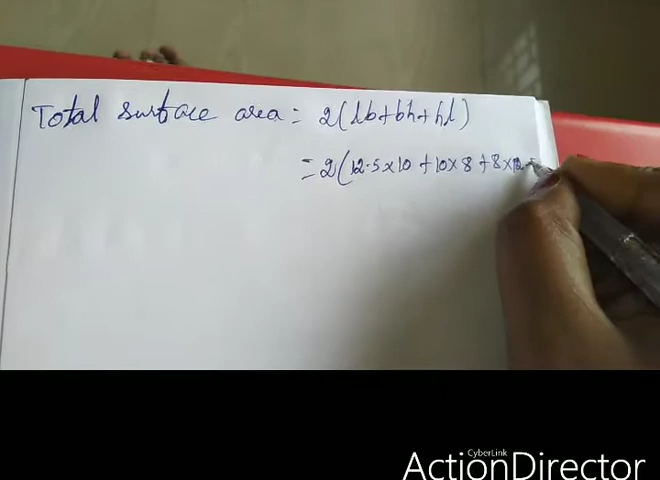 Total surface area = 2(lb+bh+hl)
= 2(12.5×10 + 10×8 + 8×12.5
CyberLink
ActionDirector